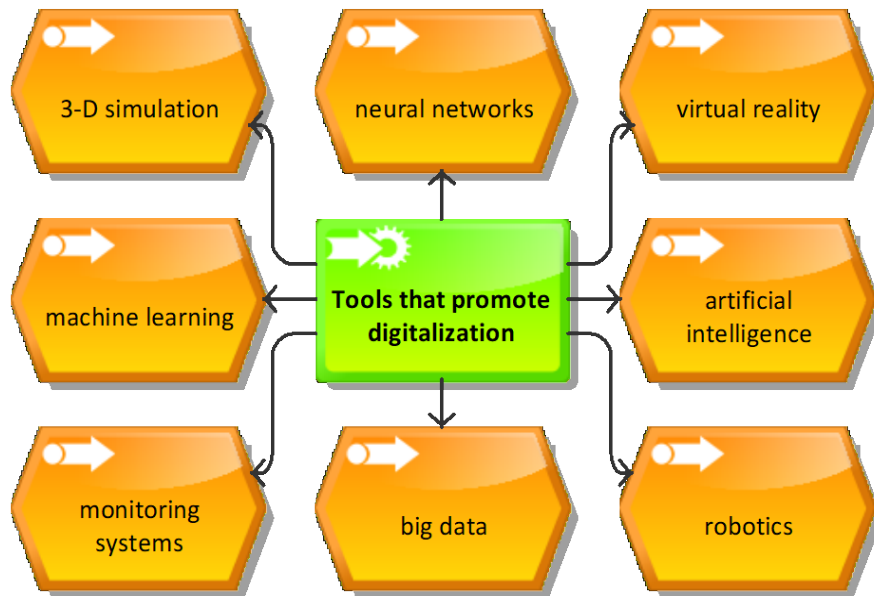 3-D simulation
neural networks
virtual reality
machine learning
Tools that promote
digitalization
artificial
intelligence
monitoring
systems
big data
robotics